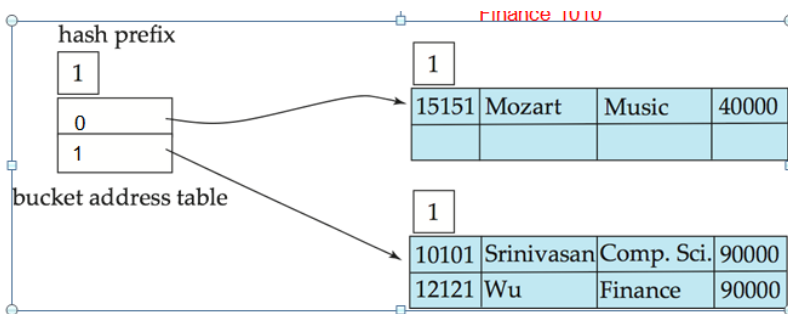 Finance 1010
hash prefix
1
0
1
bucket address table
1
15151 Mozart Music 40000
1
10101 Srinivasan Comp. Sci. 90000
12121 Wu Finance 90000